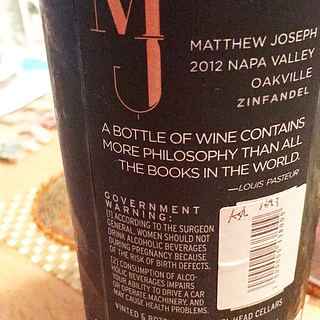 MJ
MATTHEW JOSEPH
2012 NAPA VALLEY
OAKVILLE
ZINFANDEL
A BOTTLE OF WINE CONTAINS
MORE PHILOSOPHY THAN ALL
THE BOOKS IN THE WORLD.
—LOUIS PASTEUR
GOVERNMENT
WARNING:
(1) ACCORDING TO THE SURGEON
GENERAL, WOMEN SHOULD NOT
DRINK ALCOHOLIC BEVERAGES
DURING PREGNANCY BECAUSE
OF THE RISK OF BIRTH DEFECTS.
(2) CONSUMPTION OF ALCO-
HOLIC BEVERAGES IMPAIRS
YOUR ABILITY TO DRIVE A CAR
OR OPERATE MACHINERY, AND
MAY CAUSE HEALTH PROBLEMS.
VINTED & BOTTL
HEAD CELLARS